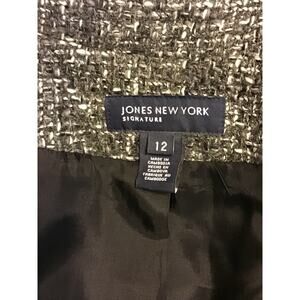 JONES NEW YORK
SIGNATURE
12
MADE IN
CAMBODIA
HECHO EN
CAMBOYA
FABRIQUÉ AU
CAMBODGE